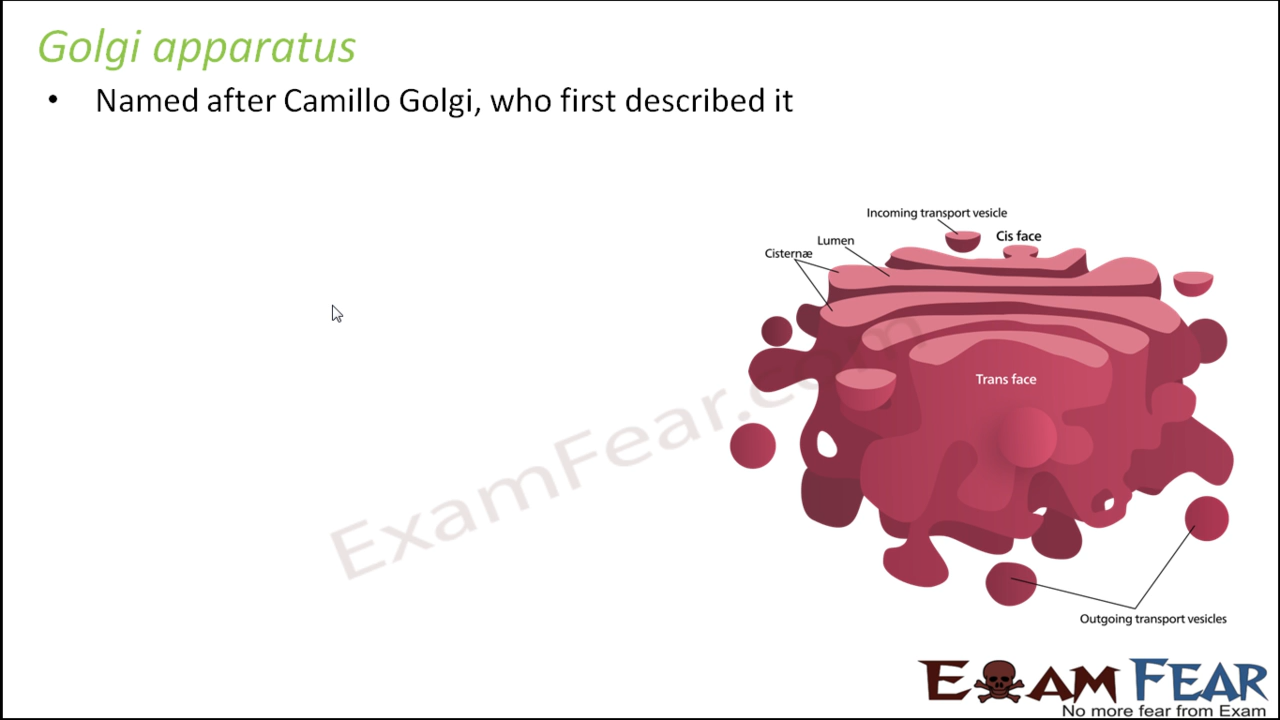 Golgi apparatus
• Named after Camillo Golgi, who first described it
Incoming transport vesicle
Cis face
Lumen
Cisternæ
Trans face
ExamFear.com
Outgoing transport vesicles
EXAM FEAR
No more fear from Exam